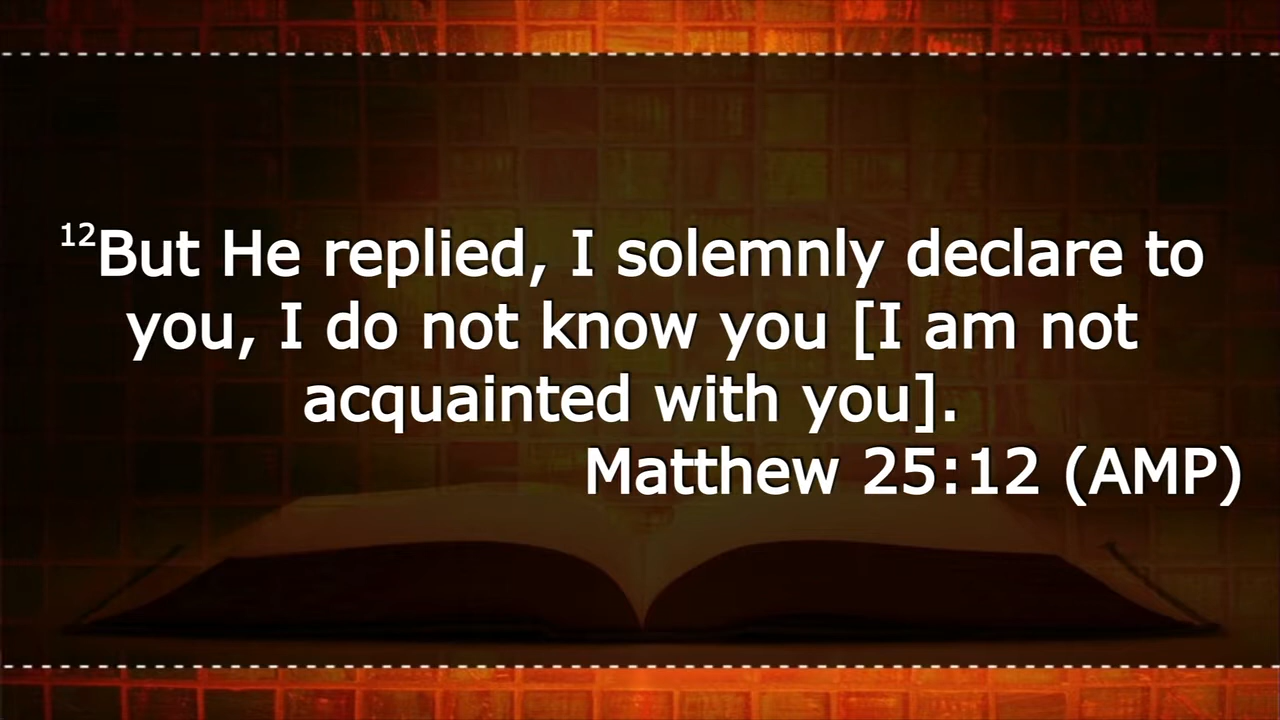 12But He replied, I solemnly declare to
you, I do not know you [I am not
acquainted with you].
Matthew 25:12 (AMP)